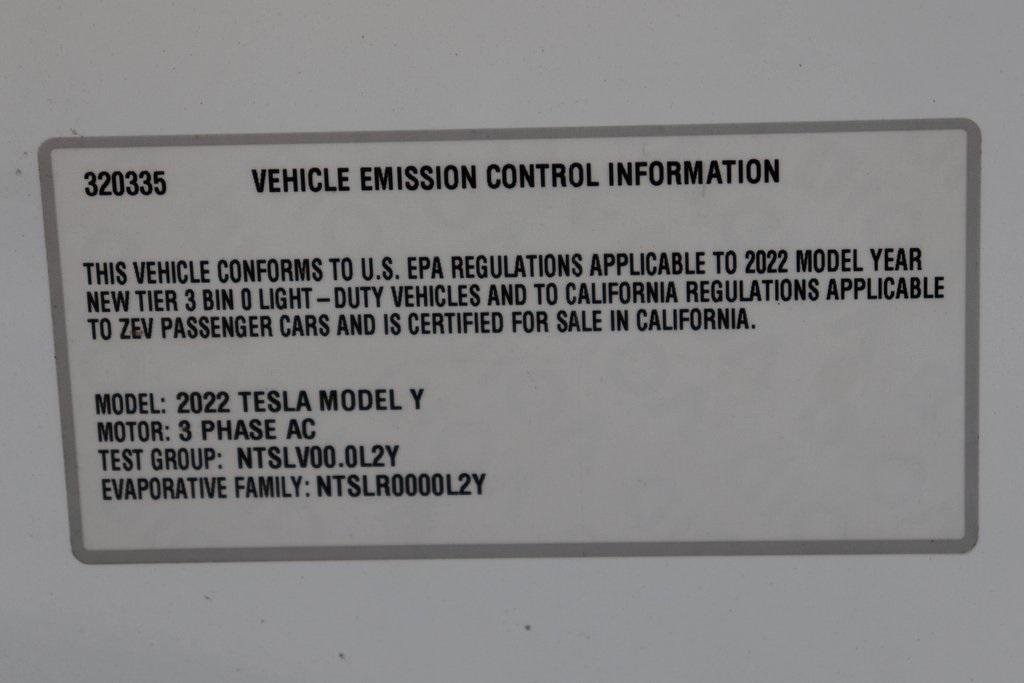 320335 VEHICLE EMISSION CONTROL INFORMATION
THIS VEHICLE CONFORMS TO U.S. EPA REGULATIONS APPLICABLE TO 2022 MODEL YEAR
NEW TIER 3 BIN 0 LIGHT-DUTY VEHICLES AND TO CALIFORNIA REGULATIONS APPLICABLE
TO ZEV PASSENGER CARS AND IS CERTIFIED FOR SALE IN CALIFORNIA.
MODEL: 2022 TESLA MODEL Y
MOTOR: 3 PHASE AC
TEST GROUP: NTSLV00.0L2Y
EVAPORATIVE FAMILY: NTSLR0000L2Y